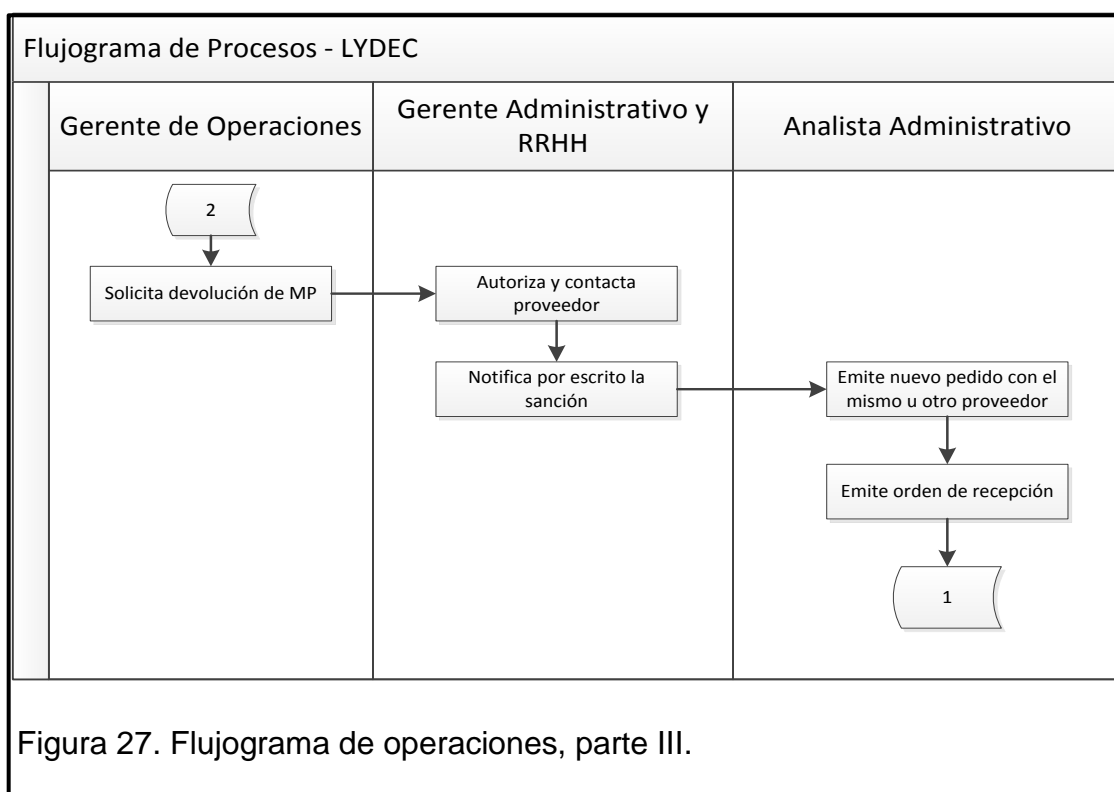 Flujograma de Procesos - LYDEC
Gerente de Operaciones
Gerente Administrativo y
RRHH
Analista Administrativo
2
Solicita devolución de MP
Autoriza y contacta
proveedor
Notifica por escrito la
sanción
Emite nuevo pedido con el
mismo u otro proveedor
Emite orden de recepción
1
Figura 27. Flujograma de operaciones, parte III.